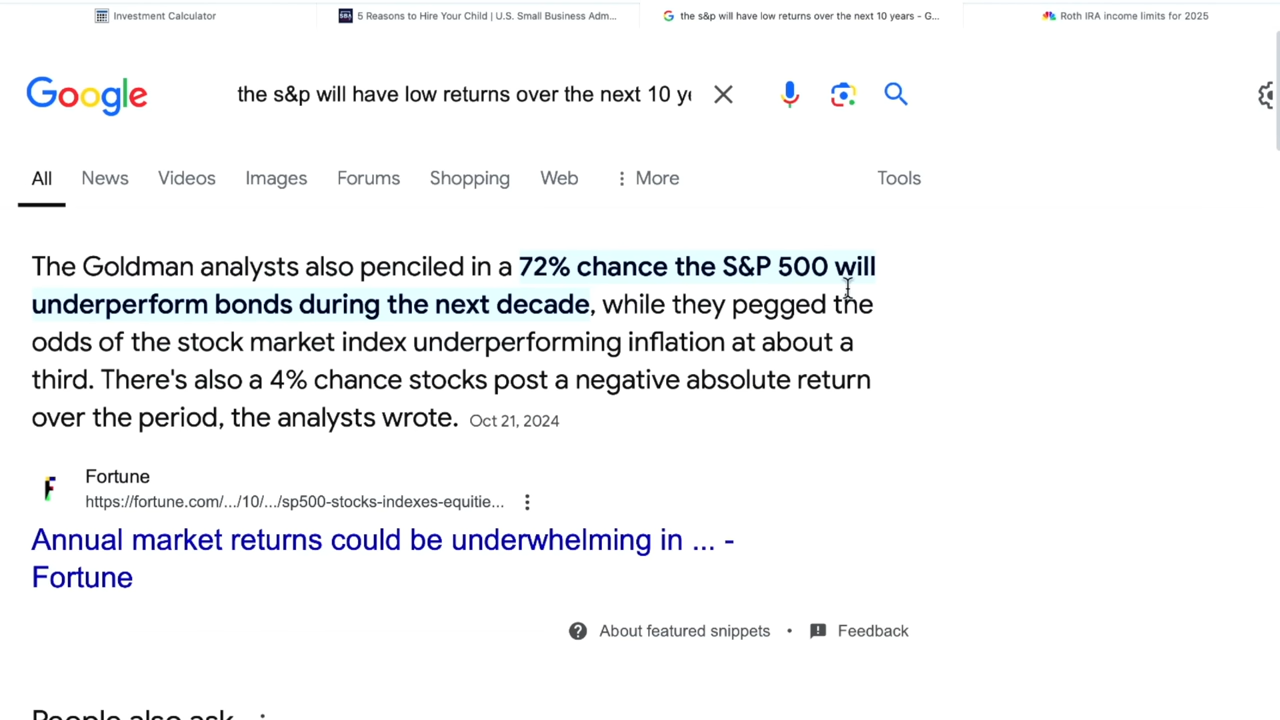 Investment Calculator
5 Reasons to Hire Your Child | U.S. Small Business Adm...
the s&p will have low returns over the next 10 years - G...
Roth IRA income limits for 2025
Google
the s&p will have low returns over the next 10 ye
All
News
Videos
Images
Forums
Shopping
Web
More
Tools
The Goldman analysts also penciled in a 72% chance the S&P 500 will
underperform bonds during the next decade, while they pegged the
odds of the stock market index underperforming inflation at about a
third. There's also a 4% chance stocks post a negative absolute return
over the period, the analysts wrote. Oct 21, 2024
Fortune
https://fortune.com/.../10/.../sp500-stocks-indexes-equitie...
Annual market returns could be underwhelming in ... -
Fortune
About featured snippets • Feedback
People also ask